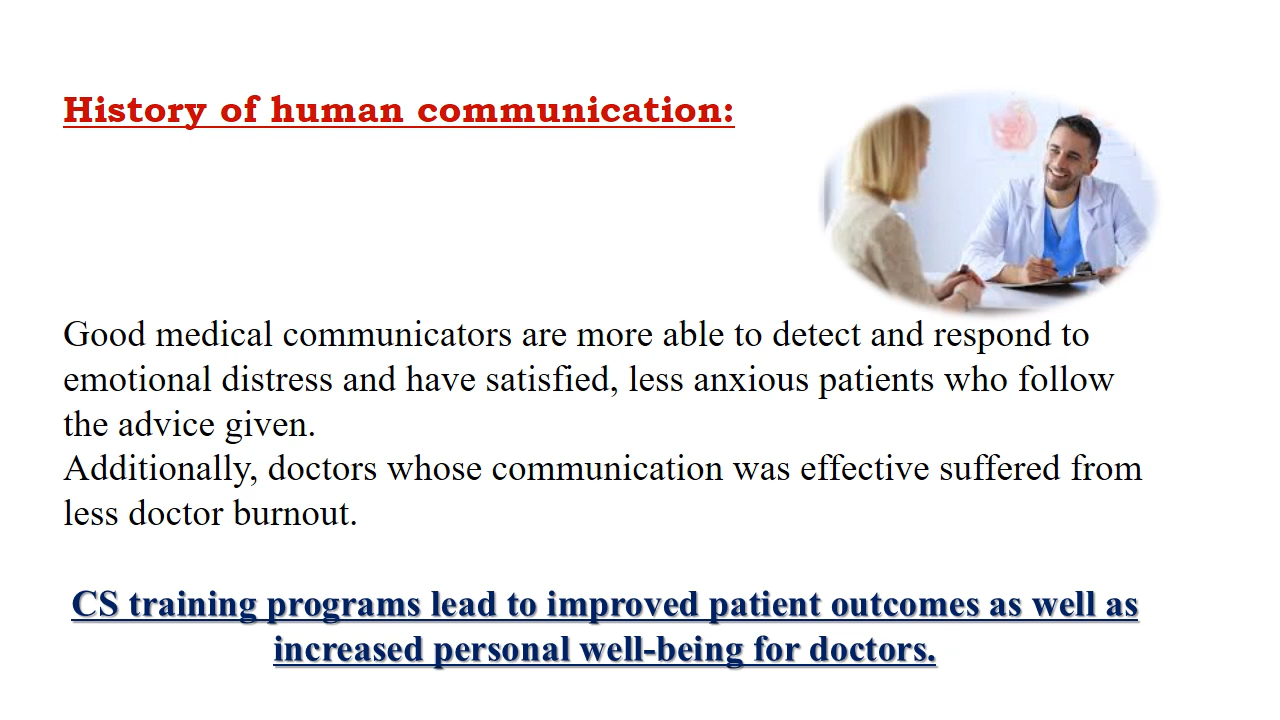 History of human communication:
Good medical communicators are more able to detect and respond to
emotional distress and have satisfied, less anxious patients who follow
the advice given.
Additionally, doctors whose communication was effective suffered from
less doctor burnout.
CS training programs lead to improved patient outcomes as well as
increased personal well-being for doctors.